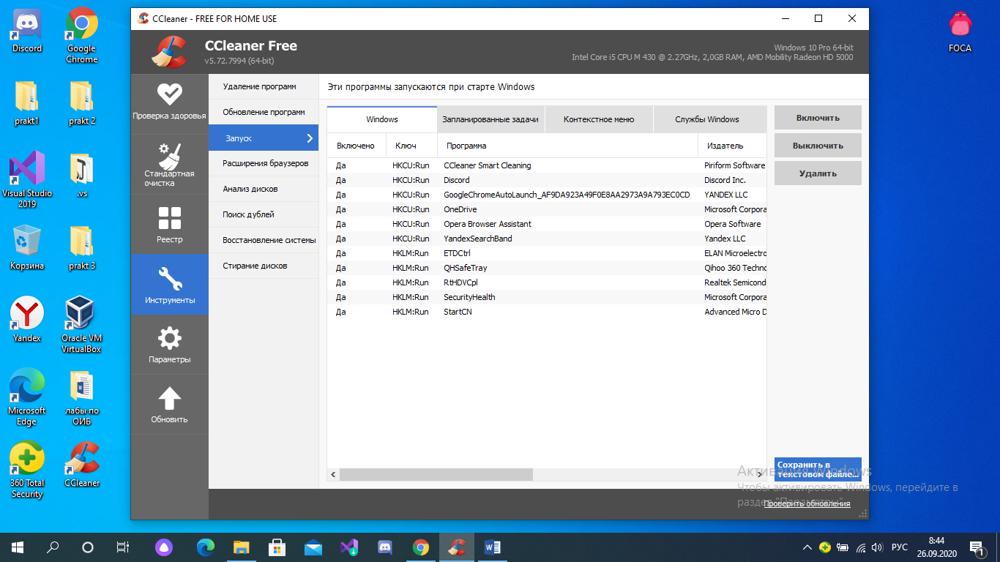 CCleaner - FREE FOR HOME USE
CCleaner Free
v5.72.7994 (64-bit)
Windows 10 Pro 64-bit
Intel Core i5 CPU M 430 @ 2.27GHz, 2,0GB RAM, AMD Mobility Radeon HD 5000
Discord
Google
Chrome
prakt1
prakt 2
Visual Studio
2019
.vs
Корзина
prakt 3
Yandex
Oracle VM
VirtualBox
Microsoft
Edge
лабы по
ОИБ
360 Total
Security
CCleaner
FOCA
Проверка здоровья
Стандартная
очистка
Реестр
Инструменты
Параметры
Обновить
Удаление программ
Обновление программ
Запуск
Расширения браузеров
Анализ дисков
Поиск дублей
Восстановление системы
Стирание дисков
Эти программы запускаются при старте Windows
Windows
Запланированные задачи
Контекстное меню
Службы Windows
Включено Ключ Программа Издатель
Да HKCU:Run CCleaner Smart Cleaning Piriform Software
Да HKCU:Run Discord Discord Inc.
Да HKCU:Run GoogleChromeAutoLaunch_AF9DA923A49F0E8AA2973A9A793EC0CD YANDEX LLC
Да HKCU:Run OneDrive Microsoft Corpora
Да HKCU:Run Opera Browser Assistant Opera Software
Да HKCU:Run YandexSearchBand Yandex LLC
Да HKLM:Run ETDCtrl ELAN Microelectro
Да HKLM:Run QHSafeTray Qihoo 360 Techno
Да HKLM:Run RtHDVCpl Realtek Semicond
Да HKLM:Run SecurityHealth Microsoft Corpora
Да HKLM:Run StartCN Advanced Micro D
Включить
Выключить
Удалить
Сохранить в
текстовом файле...
Активация Windows
Чтобы активировать Windows, перейдите в
раздел "Параметры".
Проверить обновления
РУС
8:44
26.09.2020
1